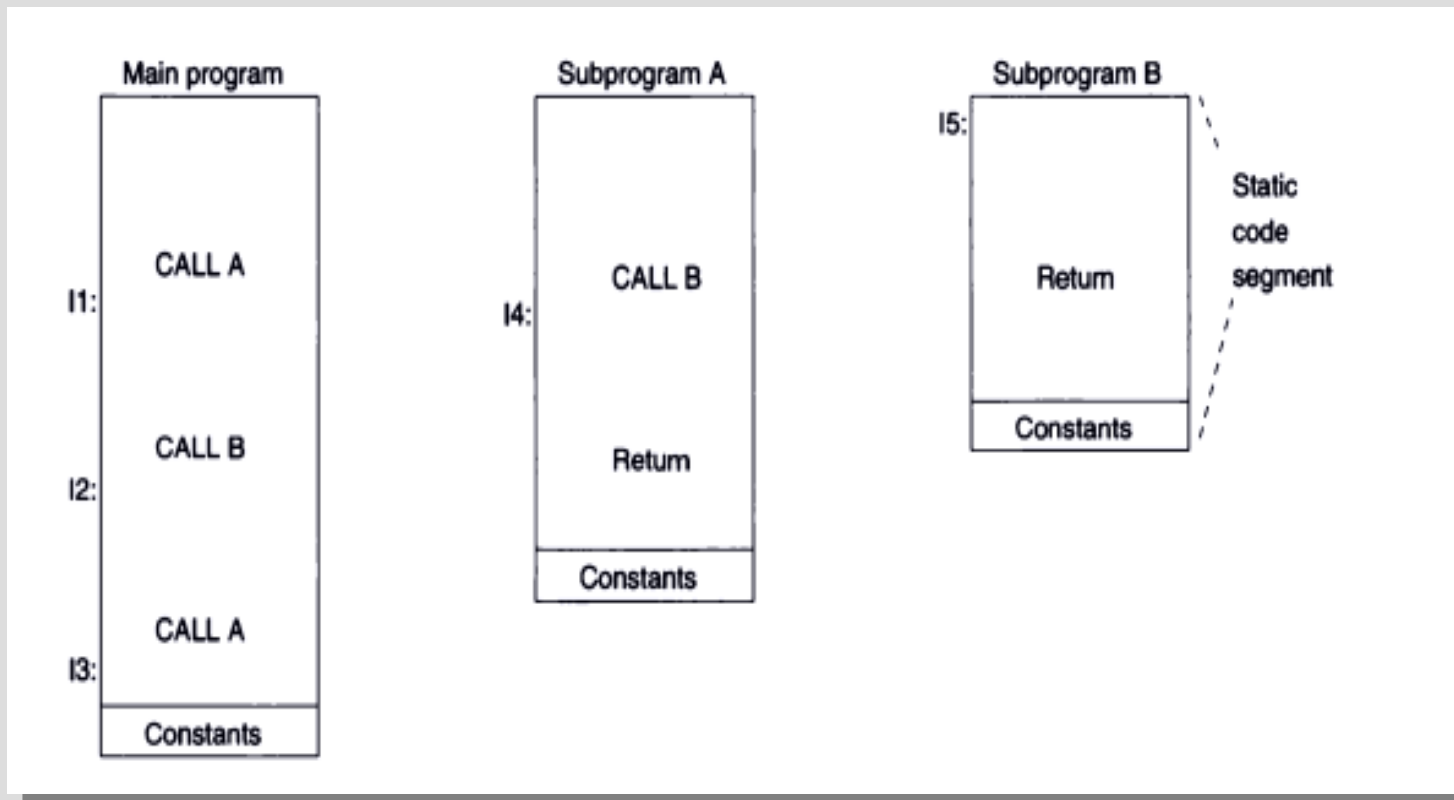 Main program
CALL A
I1:
CALL B
I2:
CALL A
I3:
Constants
Subprogram A
CALL B
I4:
Return
Constants
Subprogram B
I5:
Return
Constants
Static
code
segment